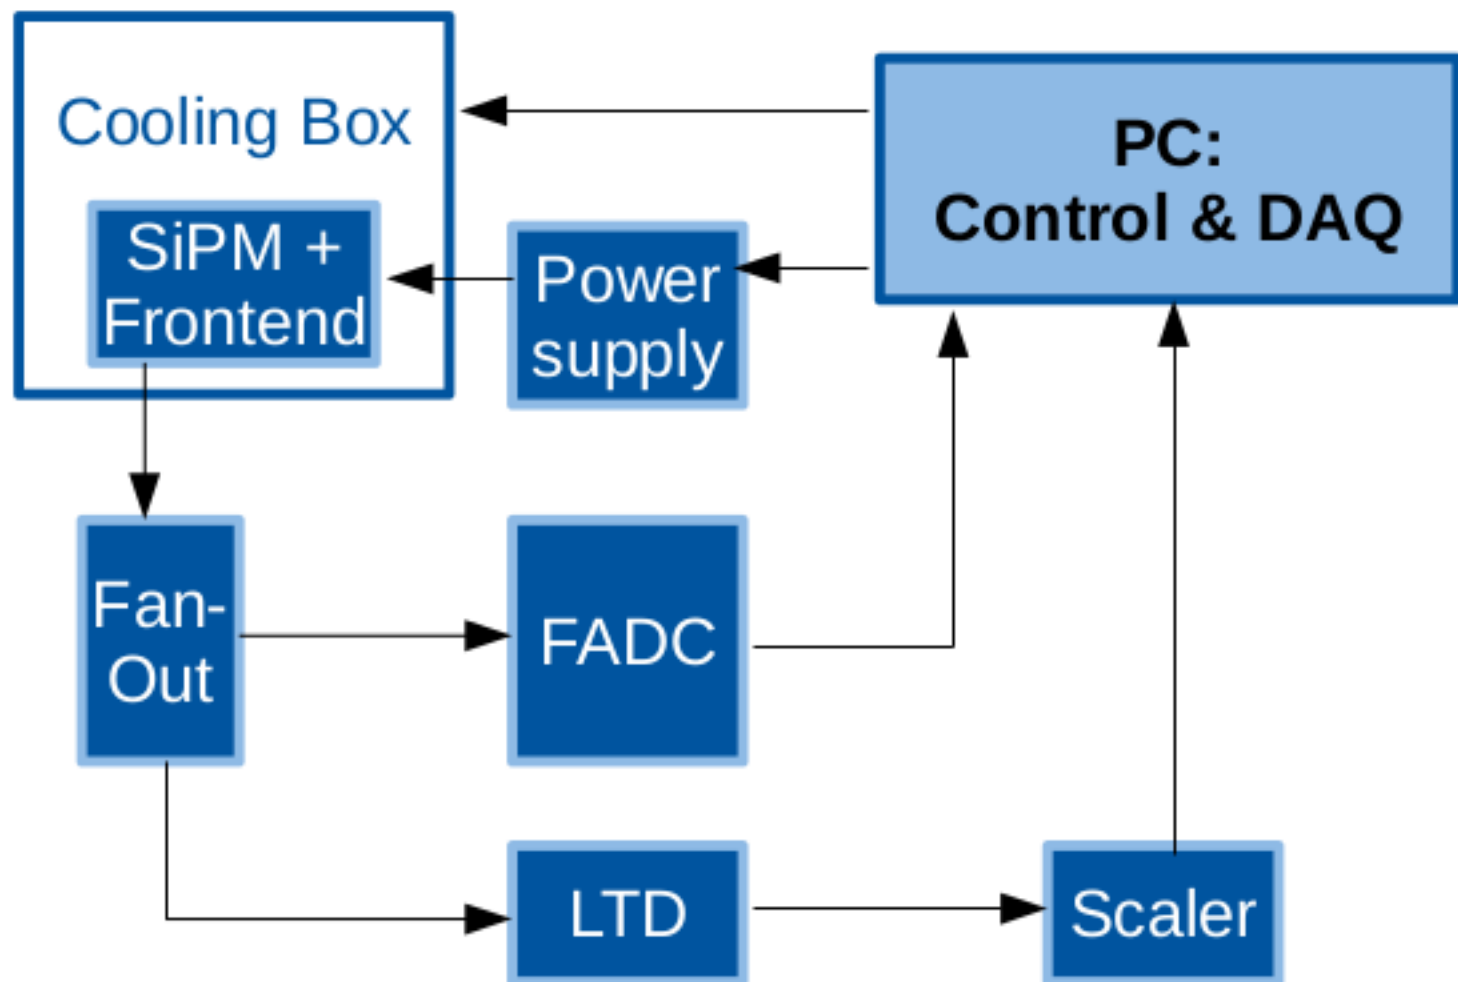 Cooling Box
PC:
Control & DAQ
SiPM +
Frontend
Power
supply
Fan-
Out
FADC
LTD
Scaler